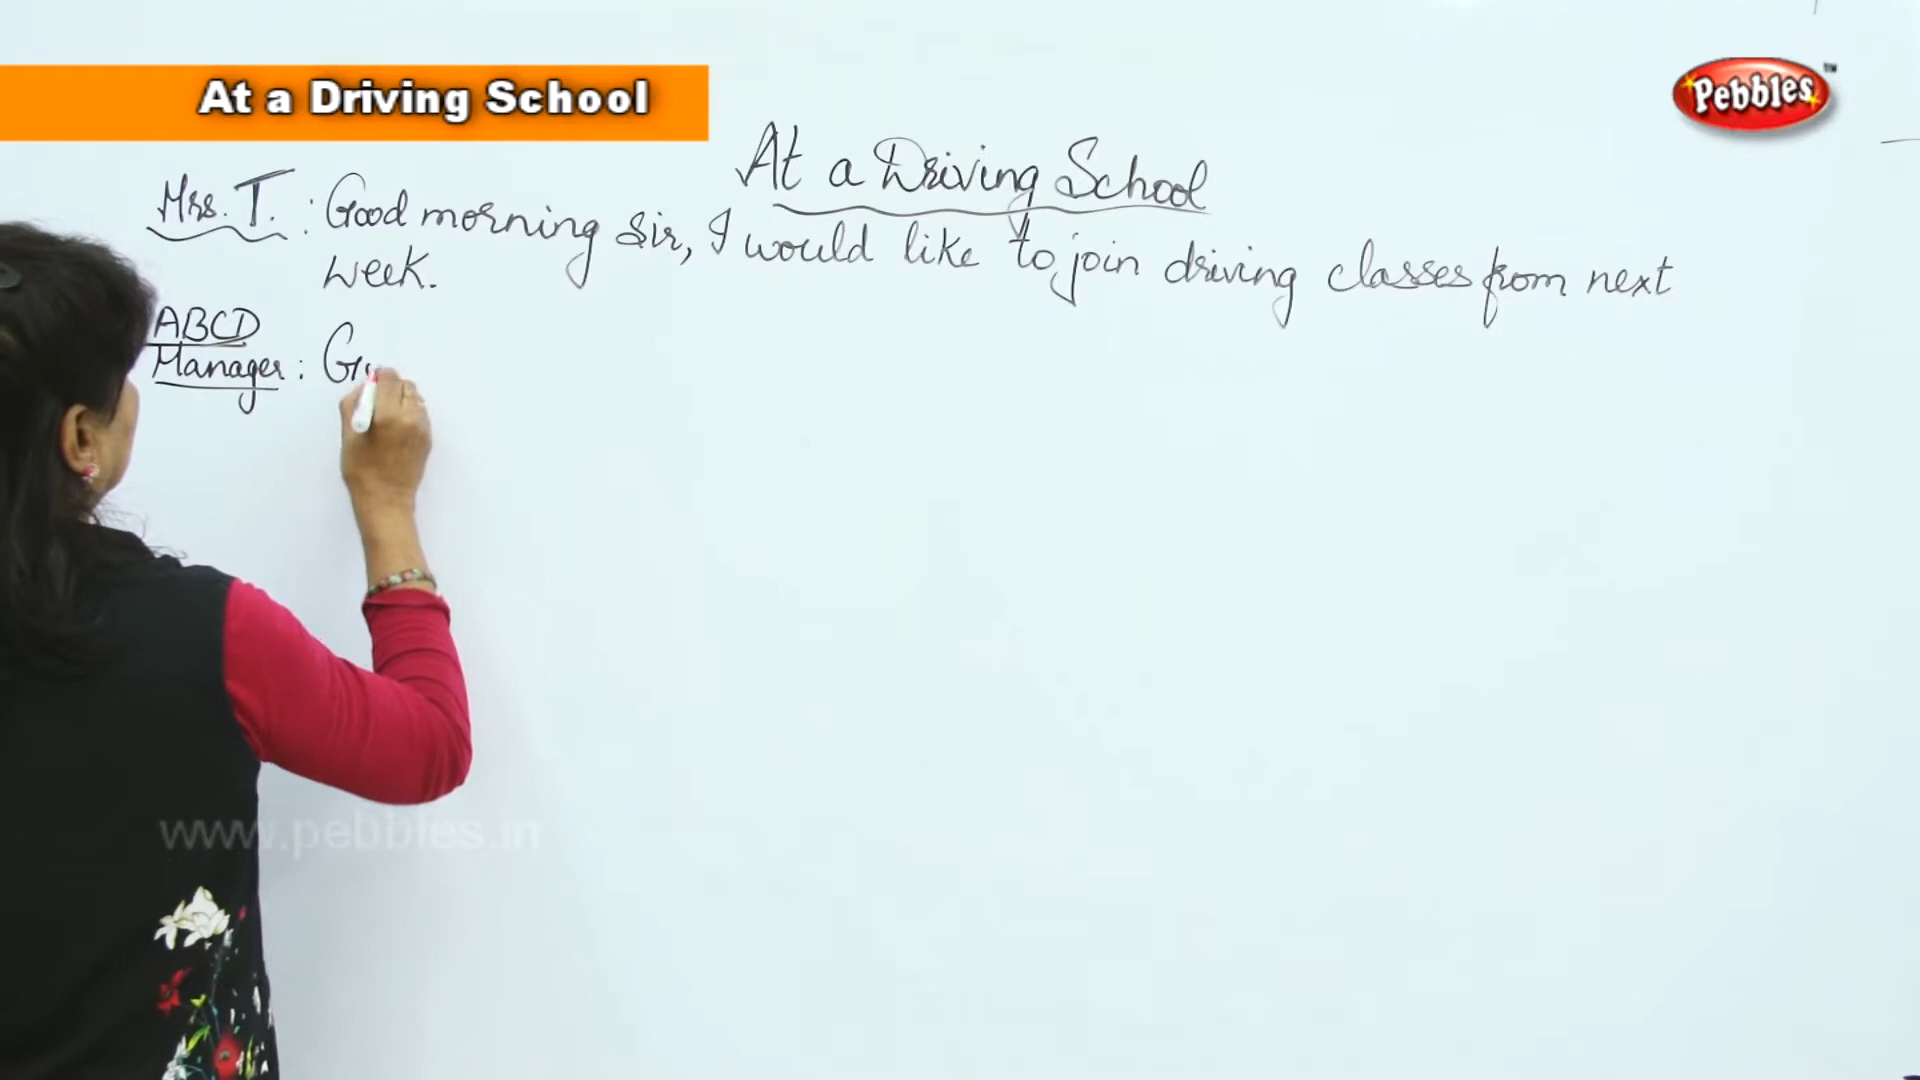 At a Driving School
Pebbles™
At a Driving School
Mrs. T. : Good morning Sir, I would like to join driving classes from next
week.
ABCD
Manager :
www.pebbles.in